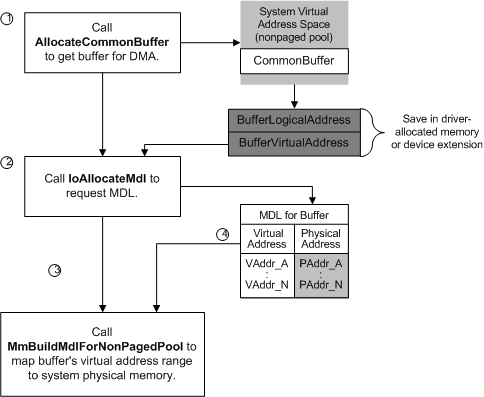 1
Call
AllocateCommonBuffer
to get buffer for DMA.
System Virtual
Address Space
(nonpaged pool)
CommonBuffer
BufferLogicalAddress
BufferVirtualAddress
Save in driver-
allocated memory
or device extension
2
Call IoAllocateMdl to
request MDL.
MDL for Buffer
Virtual
Address
Physical
Address
VAddr_A
:
VAddr_N
PAddr_A
:
PAddr_N
4
3
Call
MmBuildMdlForNonPagedPool to
map buffer's virtual address range
to system physical memory.